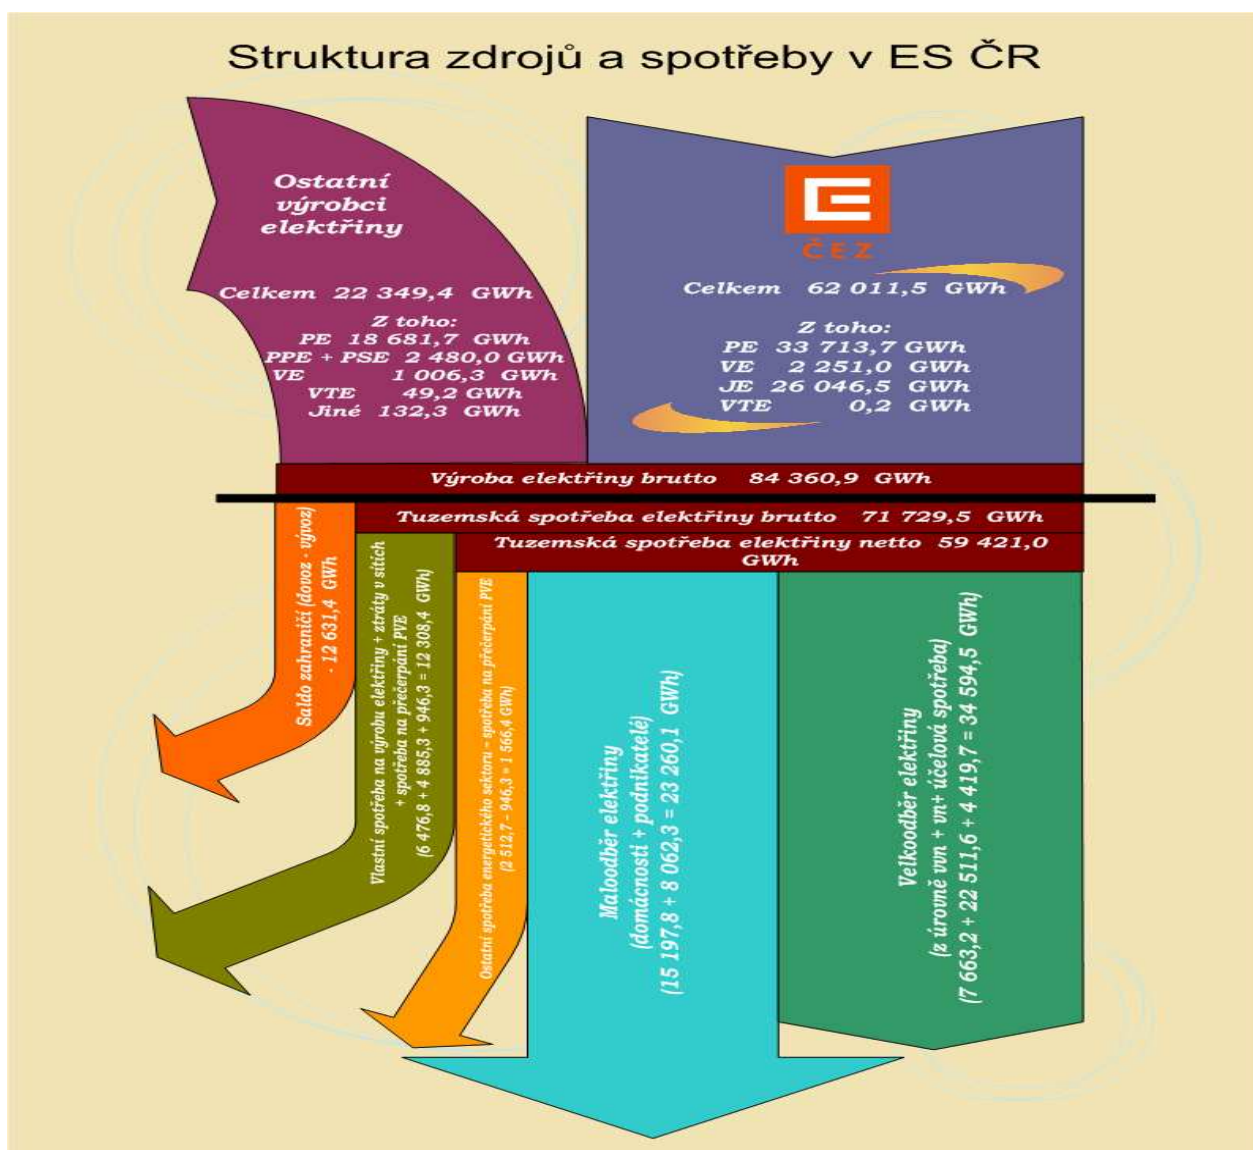 Struktura zdrojů a spotřeby v ES ČR
Ostatní
výrobci
elektřiny
Celkem 22 349,4 GWh
Z toho:
PE 18 681,7 GWh
PPE + PSE 2 480,0 GWh
VE 1 006,3 GWh
VTE 49,2 GWh
Jiné 132,3 GWh
ČEZ
Celkem 62 011,5 GWh
Z toho:
PE 33 713,7 GWh
VE 2 251,0 GWh
JE 26 046,5 GWh
VTE 0,2 GWh
Výroba elektřiny brutto 84 360,9 GWh
Tuzemská spotřeba elektřiny brutto 71 729,5 GWh
Tuzemská spotřeba elektřiny netto 59 421,0
GWh
Saldo zahraničí (dovoz - vývoz)
- 12 631,4 GWh
Vlastní spotřeba na výrobu elektřiny + ztráty v sítích
+ spotřeba na přečerpání PVE
(6 476,8 + 4 885,3 + 946,3 = 12 308,4 GWh)
Ostatní spotřeba energetického sektoru – spotřeba na přečerpání PVE
(2 512,7 - 946,3 = 1 566,4 GWh)
Maloodběr elektřiny
(domácnosti + podnikatelé)
(15 197,8 + 8 062,3 = 23 260,1 GWh)
Velkoodběr elektřiny
(z úrovně vvn + vn+ účelová spotřeba)
(7 663,2 + 22 511,6 + 4 419,7 = 34 594,5 GWh)